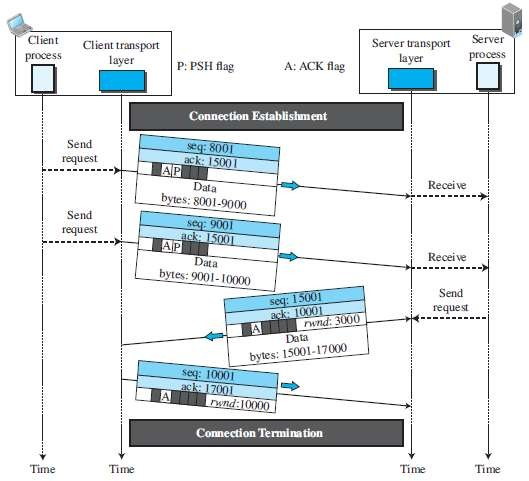 Client
process
Client transport
layer
P: PSH flag
A: ACK flag
Server transport
layer
Server
process
Connection Establishment
Send
request
seq: 8001
ack: 15001
A P
Data
bytes: 8001-9000
Receive
Send
request
seq: 9001
ack: 15001
A P
Data
bytes: 9001-10000
Receive
Send
request
seq: 15001
ack: 10001
A
rwnd: 3000
Data
bytes: 15001-17000
seq: 10001
ack: 17001
A
rwnd:10000
Connection Termination
Time
Time
Time
Time